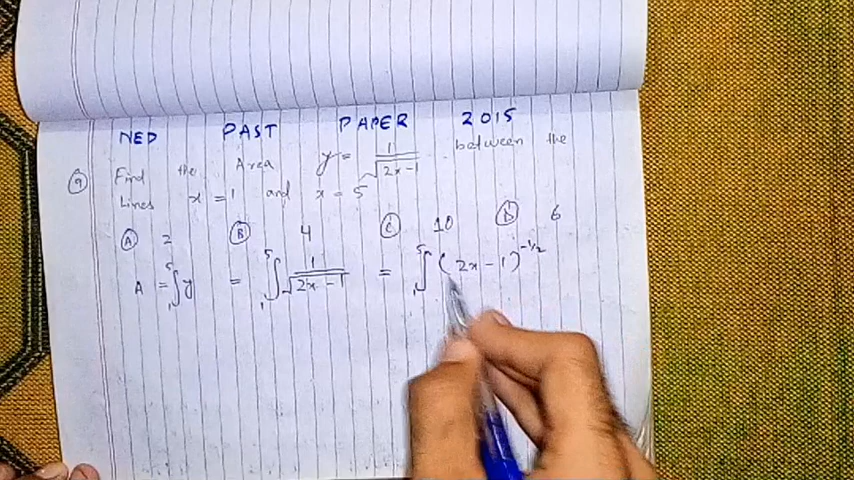 NED PAST PAPER 2015
Q Find the Area y = 1/√(2x-1) between the
lines x = 1 and x = 5
(A) 2 (B) 4 (C) 10 (D) 6
A = ∫₁⁵ y = ∫₁⁵ 1/√(2x-1) = ∫₁⁵ (2x-1)^(-1/2)